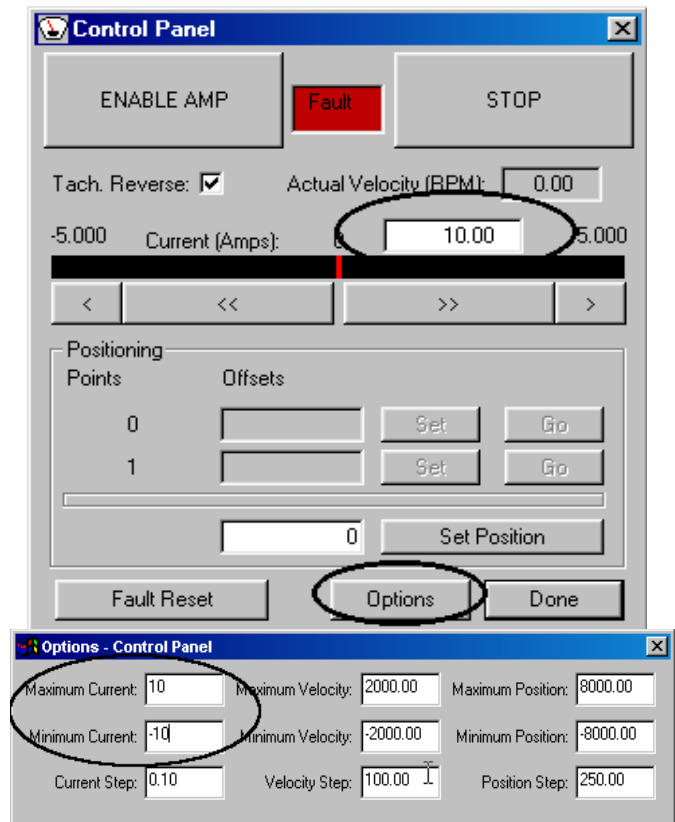 Control Panel
ENABLE AMP Fault STOP
Tach. Reverse: Actual Velocity (RPM): 0.00
-5.000 Current (Amps): 10.00 5.000
< << >> >
Positioning
Points Offsets
0 Set Go
1 Set Go
0 Set Position
Fault Reset Options Done
Options - Control Panel
Maximum Current: 10 Maximum Velocity: 2000.00 Maximum Position: 8000.00
Minimum Current: -10 Minimum Velocity: -2000.00 Minimum Position: -8000.00
Current Step: 0.10 Velocity Step: 100.00 Position Step: 250.00